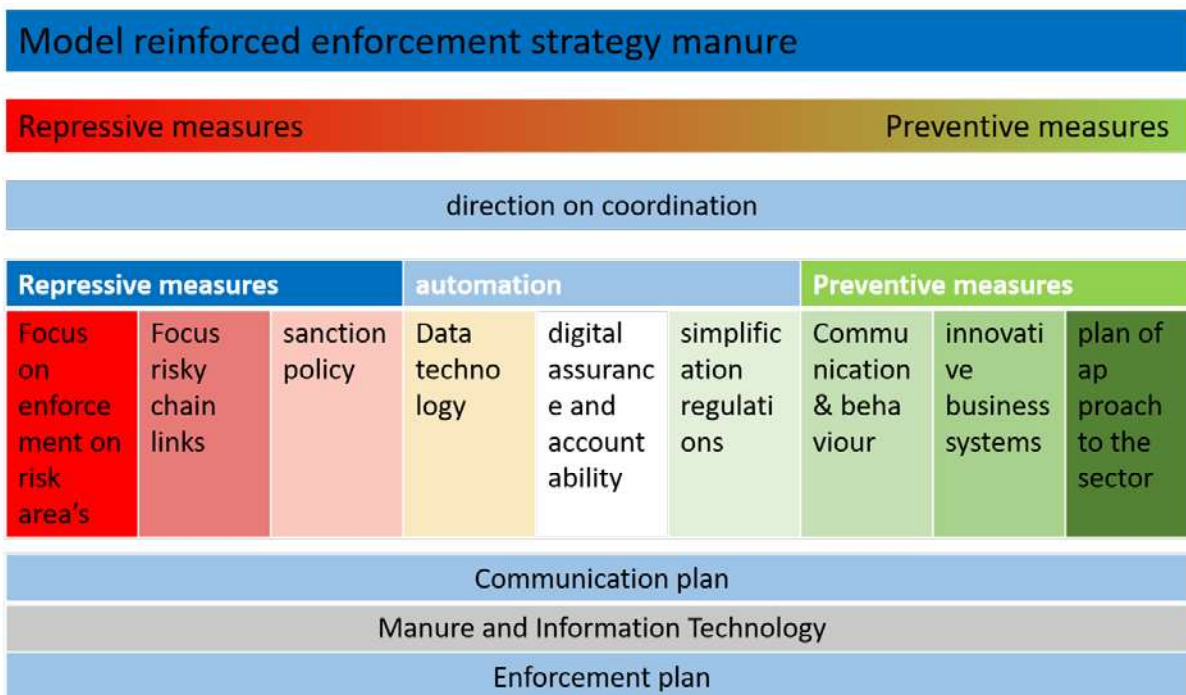 Model reinforced enforcement strategy manure
Repressive measures
Preventive measures
direction on coordination
Repressive measures
automation
Preventive measures
Focus
on
enforce
ment on
risk
area's
Focus
risky
chain
links
sanction
policy
Data
techno
logy
digital
assuranc
e and
account
ability
simplific
ation
regulati
ons
Commu
nication
& beha
viour
innovati
ve
business
systems
plan of
ap
proach
to the
sector
Communication plan
Manure and Information Technology
Enforcement plan